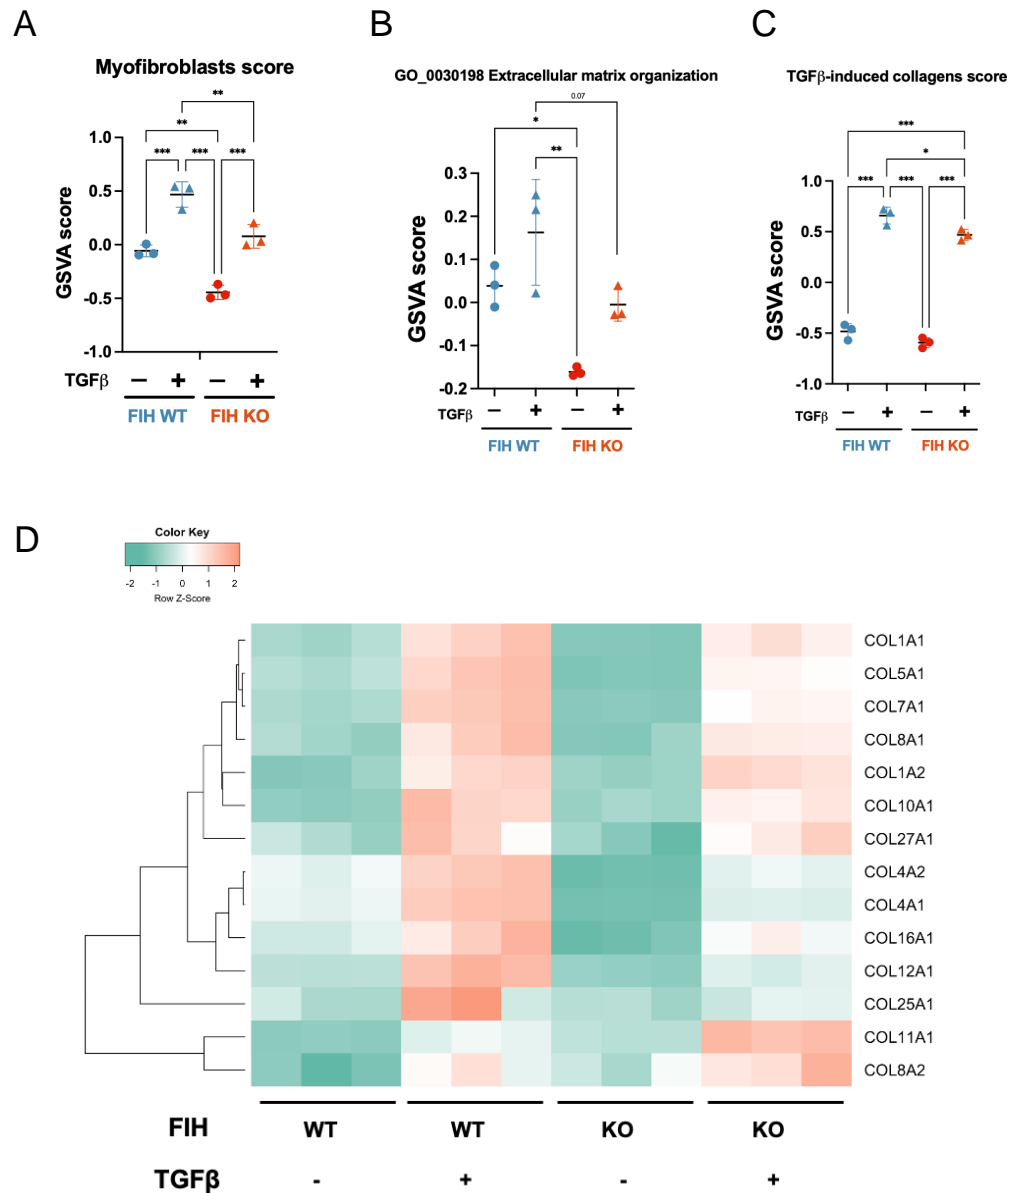 A
Myofibroblasts score
**
**
*** *** ***
GSVA score
1.0
0.5
0.0
-0.5
-1.0
TGFβ − + − +
FIH WT FIH KO
B
GO_0030198 Extracellular matrix organization
0.07
*
**
GSVA score
0.3
0.2
0.1
0.0
-0.1
-0.2
TGFβ − + − +
FIH WT FIH KO
C
TGFβ-induced collagens score
***
*
*** *** ***
GSVA score
1.0
0.5
0.0
-0.5
-1.0
TGFβ − + − +
FIH WT FIH KO
D
Color Key
-2 -1 0 1 2
Row Z-Score
COL1A1
COL5A1
COL7A1
COL8A1
COL1A2
COL10A1
COL27A1
COL4A2
COL4A1
COL16A1
COL12A1
COL25A1
COL11A1
COL8A2
FIH WT WT KO KO
TGFβ - + - +